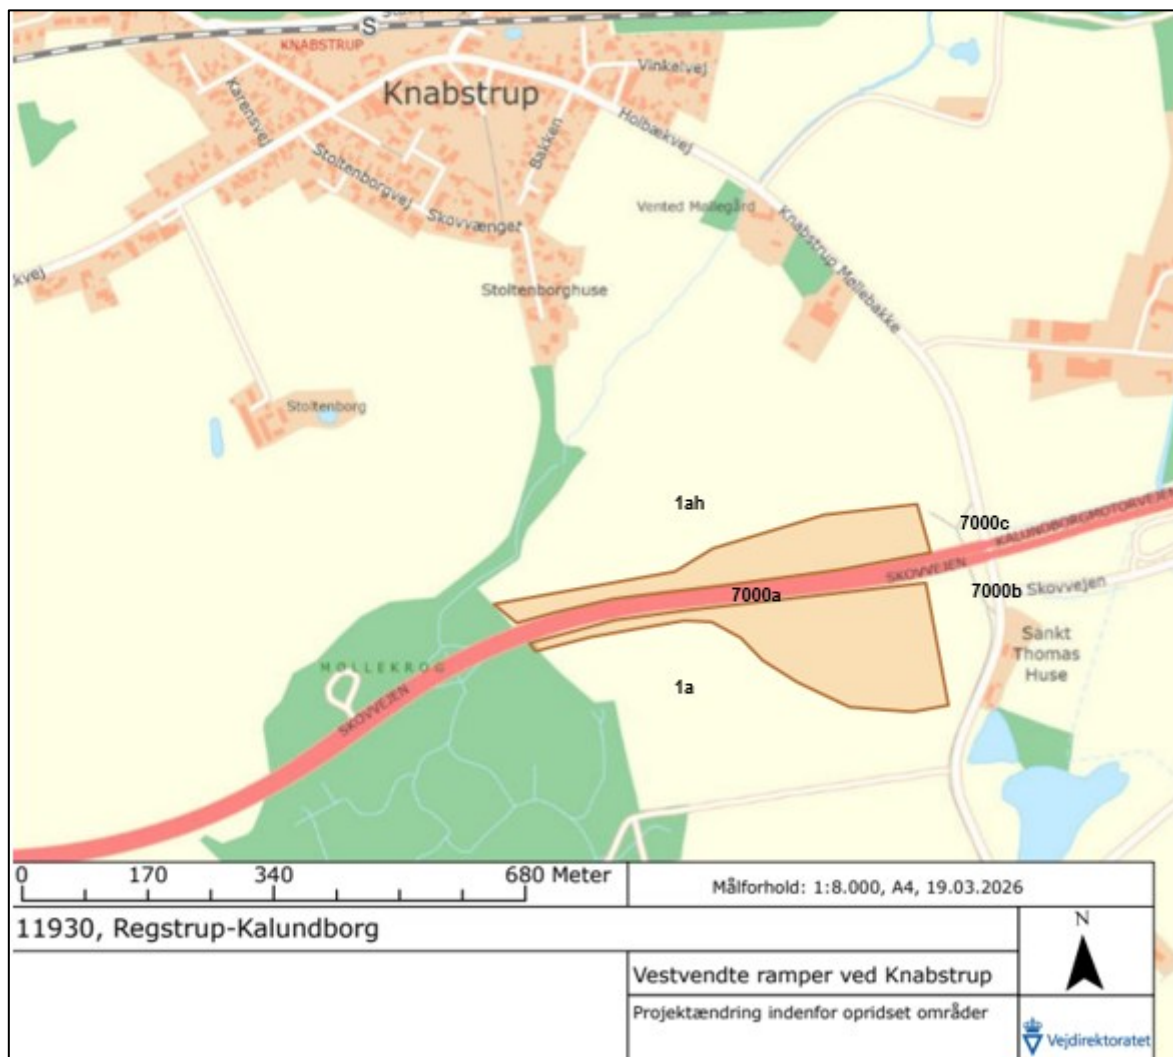 S
KNABSTRUP
Vinkelvej
Karensvej
Knabstrup
Holbækvej
Bakken
Stoltenborgvej
Skovvænget
Vented Møllegård
Knabstrup Møllebakke
kvej
Stoltenborghuse
Stoltenborg
1ah
7000c
KALUNDBORGMOTORVEJEN
SKOVVEJEN
7000a
7000b
Skovvejen
Sankt
Thomas
Huse
MØLLEKROG
1a
SKOVVEJEN
0 170 340 680 Meter
Målforhold: 1:8.000, A4, 19.03.2026
11930, Regstrup-Kalundborg
N
Vestvendte ramper ved Knabstrup
Projektændring indenfor opridset områder
Vejdirektoratet